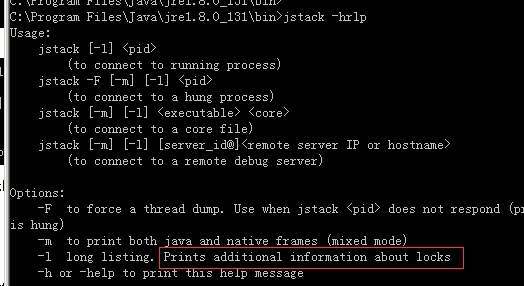 C:\Program Files\Java\jre1.8.0_131\bin>
C:\Program Files\Java\jre1.8.0_131\bin>jstack -hrlp
Usage:
    jstack [-l] <pid>
        (to connect to running process)
    jstack -F [-m] [-l] <pid>
        (to connect to a hung process)
    jstack [-m] [-l] <executable> <core>
        (to connect to a core file)
    jstack [-m] [-l] [server_id@]<remote server IP or hostname>
        (to connect to a remote debug server)
Options:
    -F  to force a thread dump. Use when jstack <pid> does not respond (pr
is hung)
    -m  to print both java and native frames (mixed mode)
    -l  long listing. Prints additional information about locks
    -h or -help to print this help message